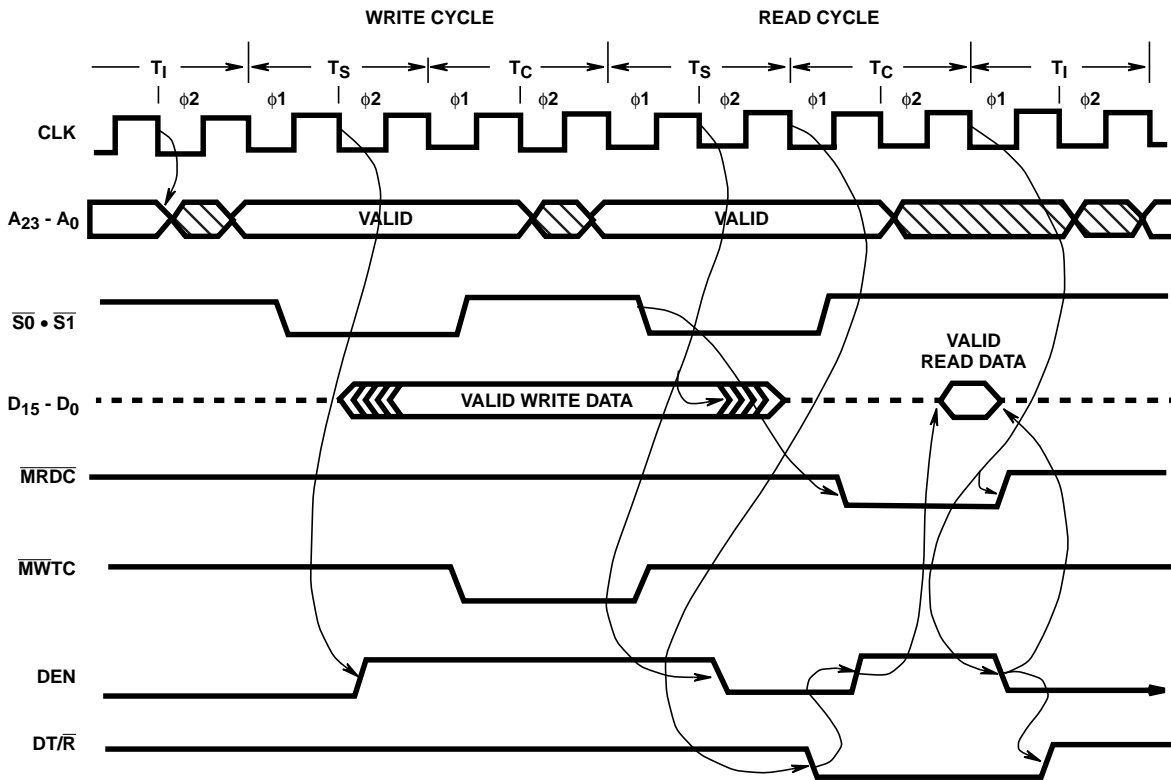 WRITE CYCLE READ CYCLE
TI TS TC TS TC TI
ϕ2 ϕ1 ϕ2 ϕ1 ϕ2 ϕ1 ϕ2 ϕ1 ϕ2 ϕ1 ϕ2
CLK
A23 - A0 VALID VALID
S0 • S1
VALID
READ DATA
D15 - D0 VALID WRITE DATA
MRDC
MWTC
DEN
DT/R